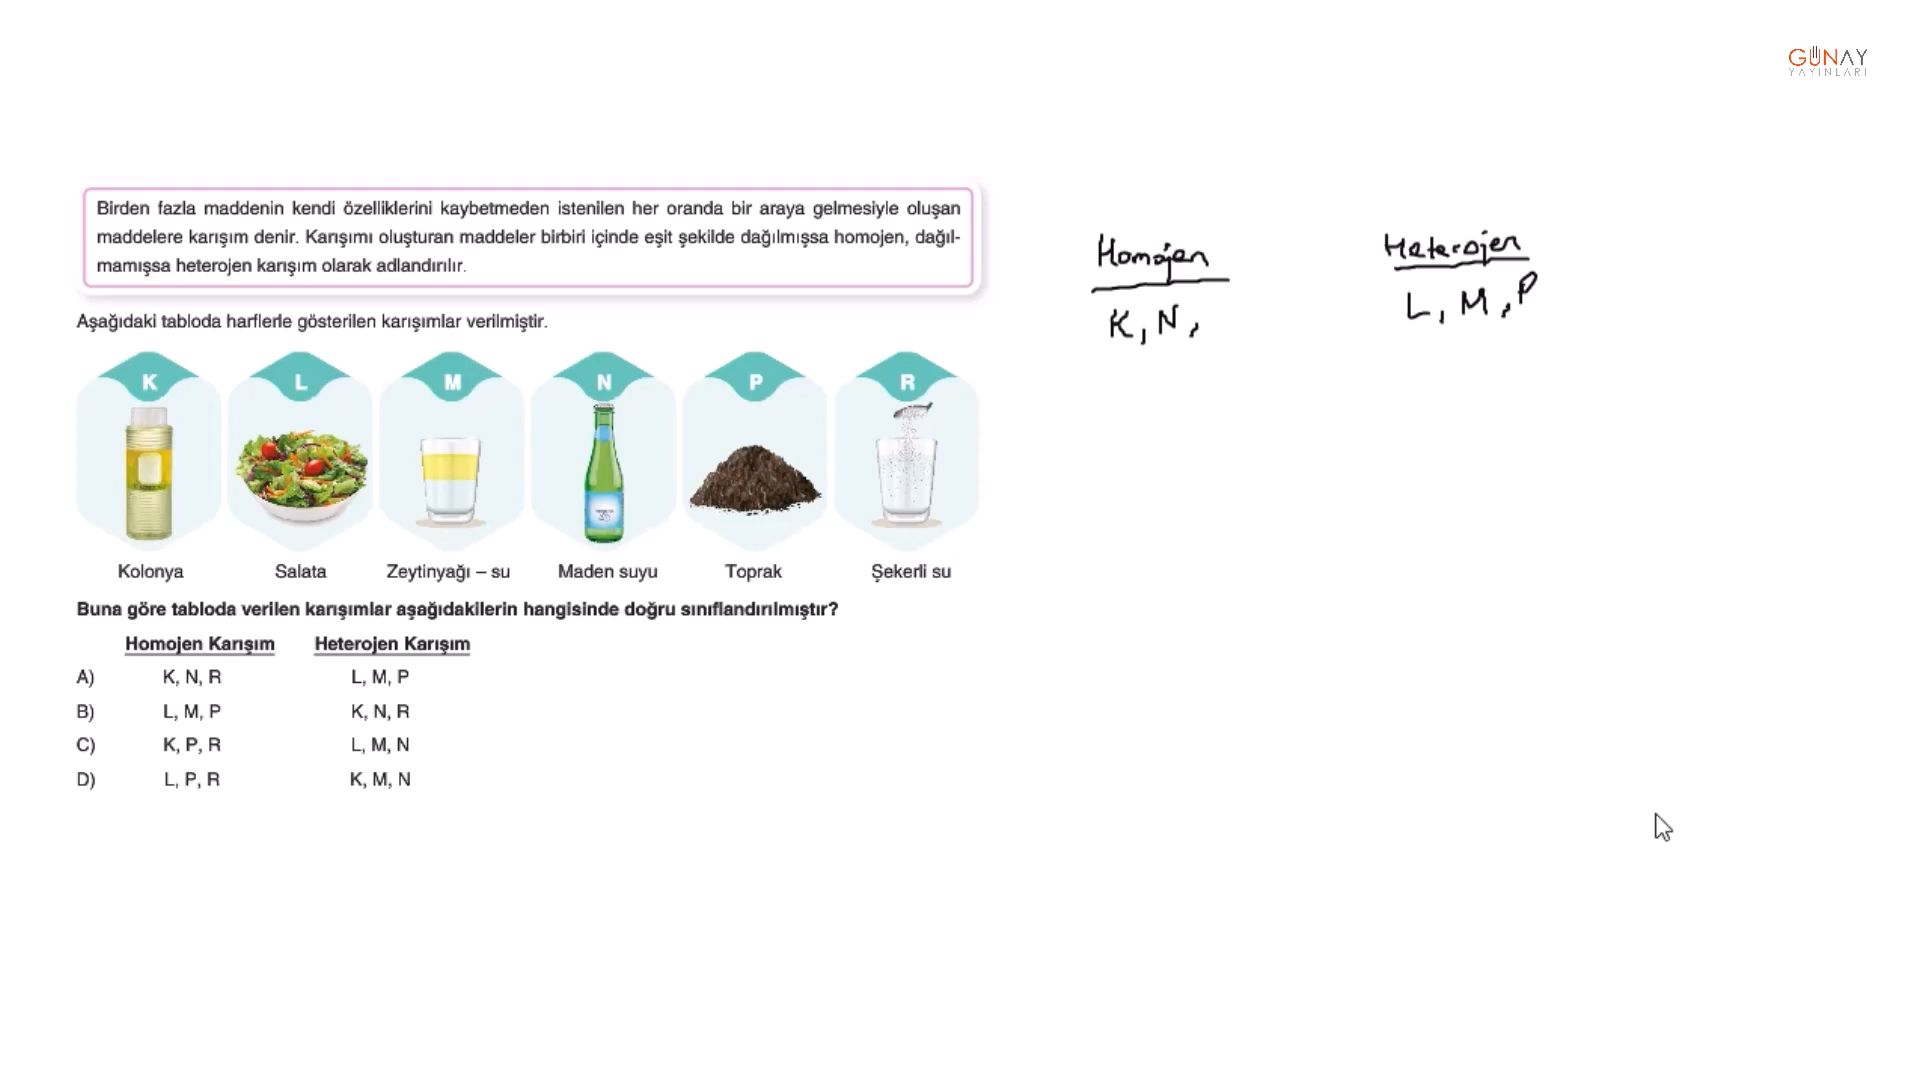 GÜNAY
YAYINLARI
Birden fazla maddenin kendi özelliklerini kaybetmeden istenilen her oranda bir araya gelmesiyle oluşan
maddelere karışım denir. Karışımı oluşturan maddeler birbiri içinde eşit şekilde dağılmışsa homojen, dağıl-
mamışsa heterojen karışım olarak adlandırılır.
Aşağıdaki tabloda harflerle gösterilen karışımlar verilmiştir.
K L M N P R
Kolonya Salata Zeytinyağı – su Maden suyu Toprak Şekerli su
Buna göre tabloda verilen karışımlar aşağıdakilerin hangisinde doğru sınıflandırılmıştır?
Homojen Karışım Heterojen Karışım
A) K, N, R L, M, P
B) L, M, P K, N, R
C) K, P, R L, M, N
D) L, P, R K, M, N
Homojen Heterojen
K, N, L, M, P